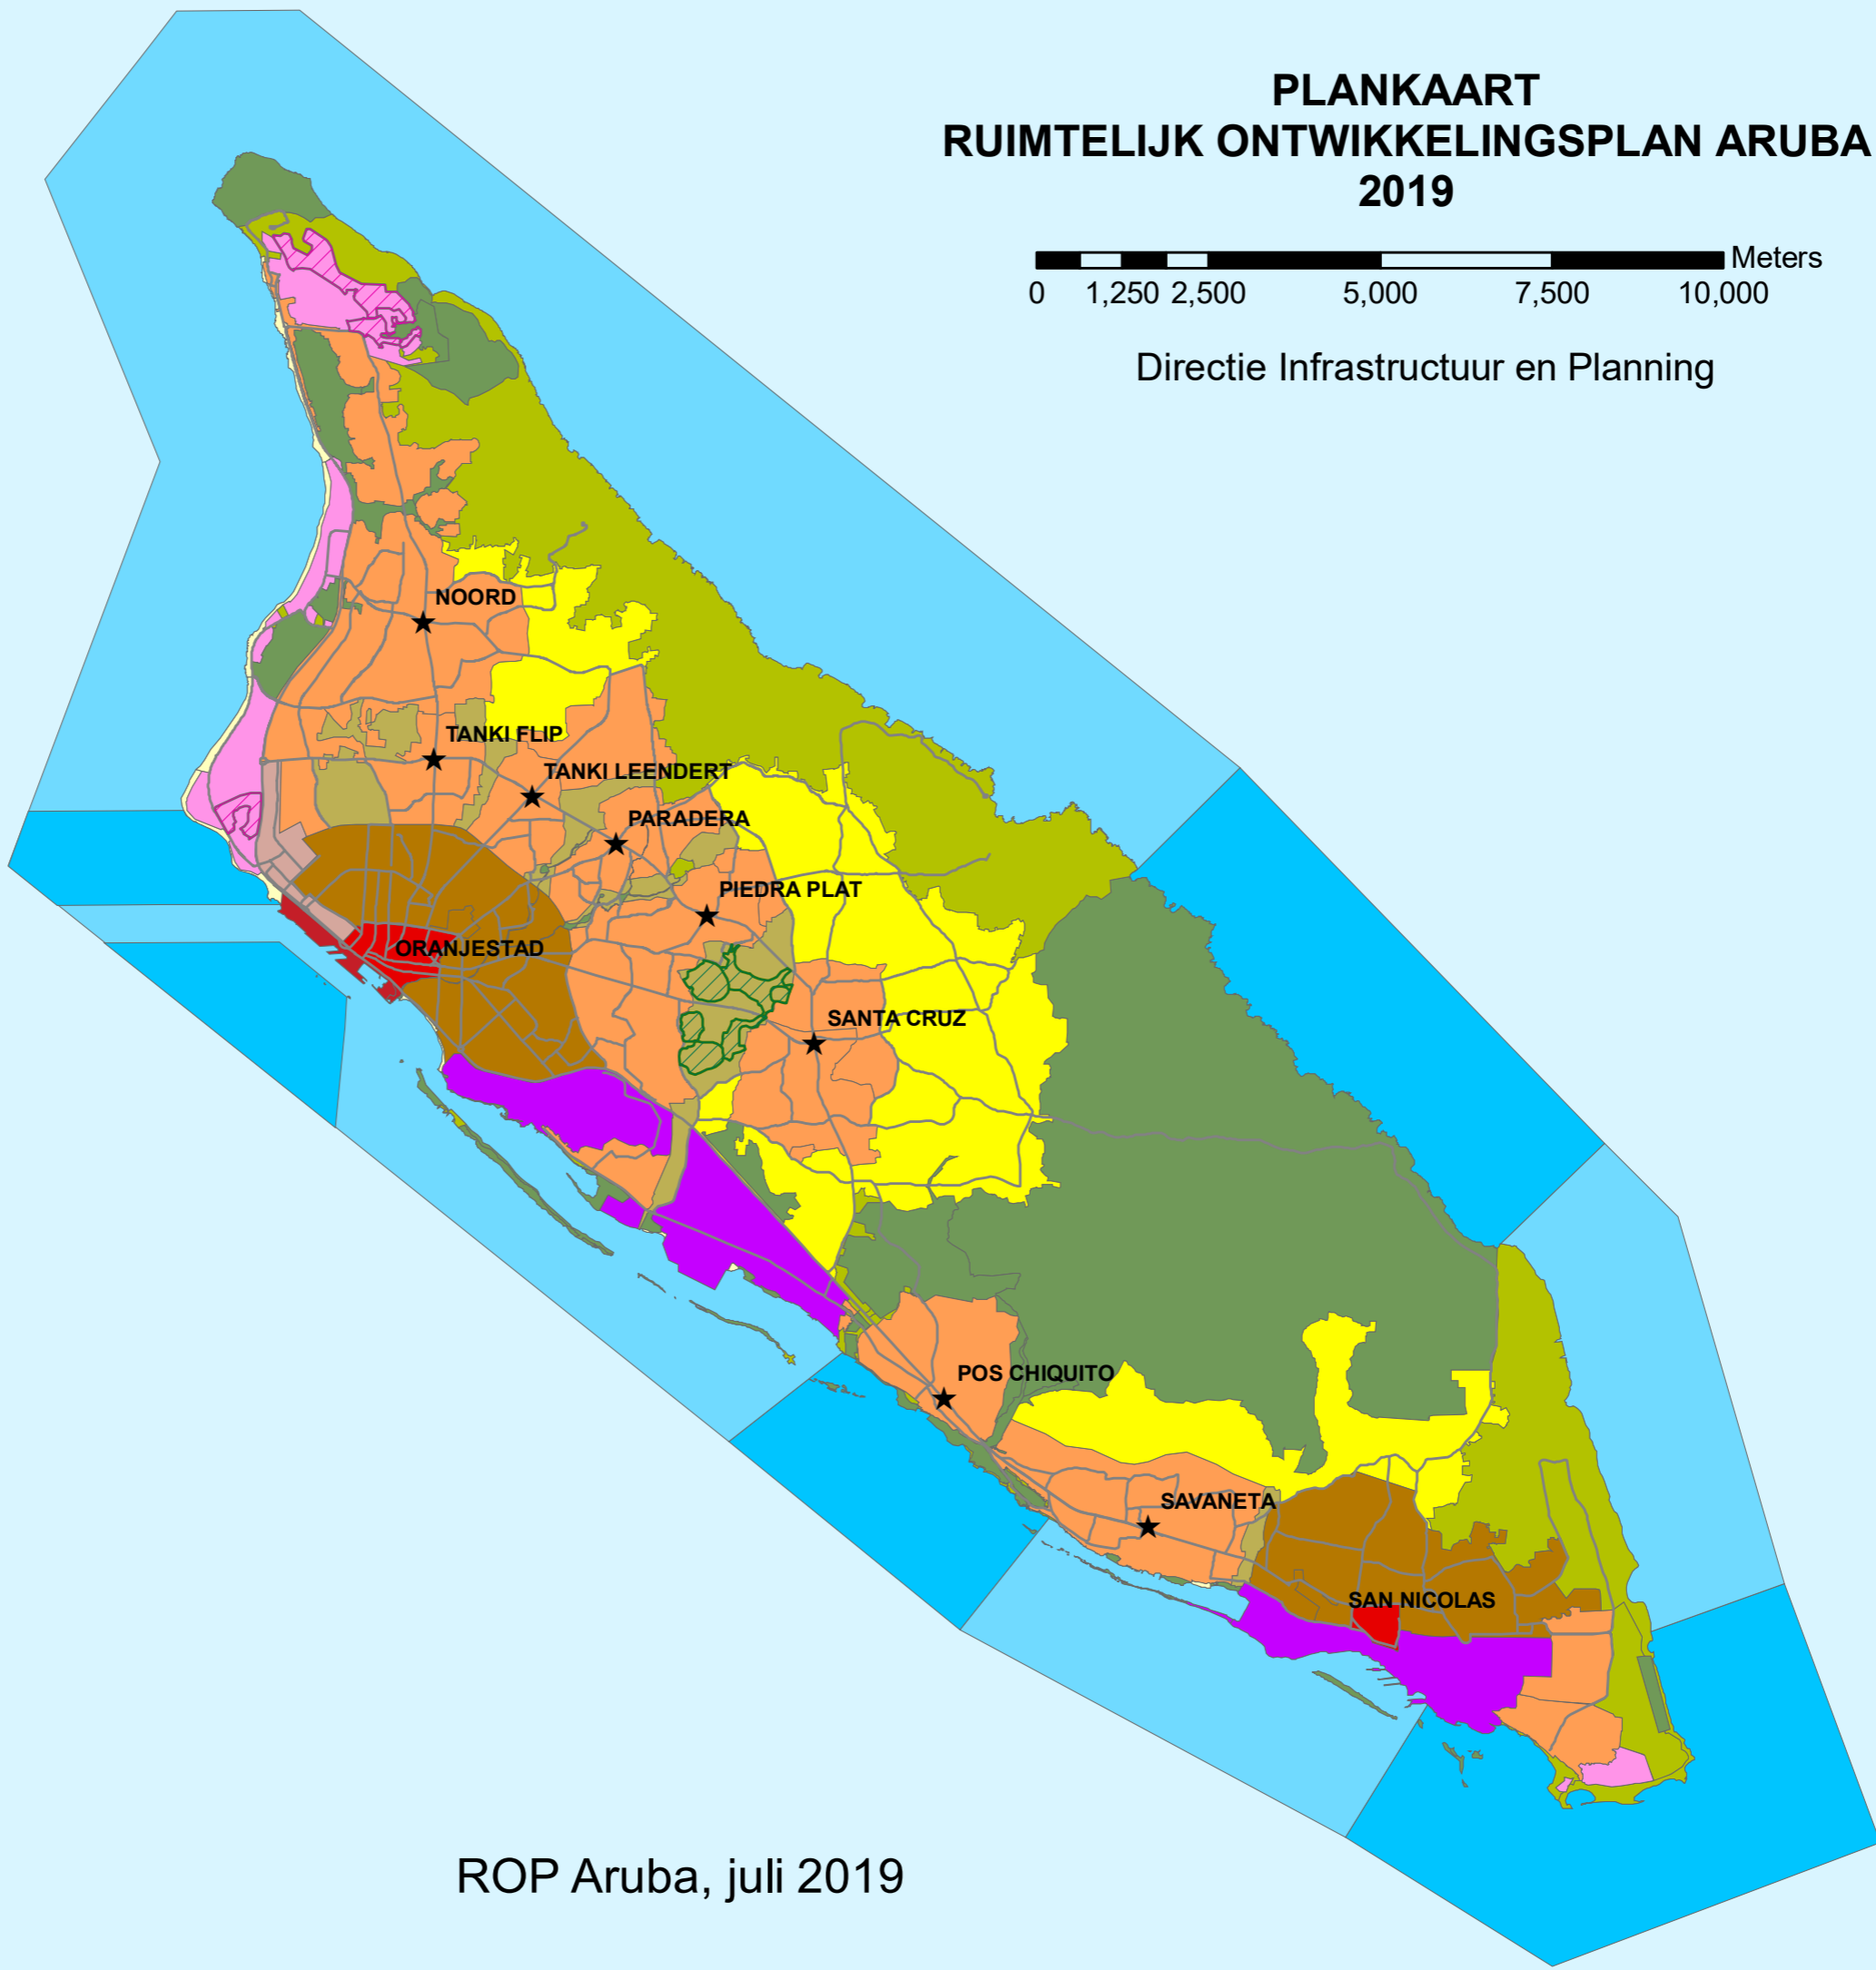 PLANKAART
RUIMTELIJK ONTWIKKELINGSPLAN ARUBA
2019
Meters
0 1,250 2,500 5,000 7,500 10,000
Directie Infrastructuur en Planning
NOORD
TANKI FLIP
TANKI LEENDERT
PARADERA
PIEDRA PLAT
ORANJESTAD
SANTA CRUZ
POS CHIQUITO
SAVANETA
SAN NICOLAS
ROP Aruba, juli 2019